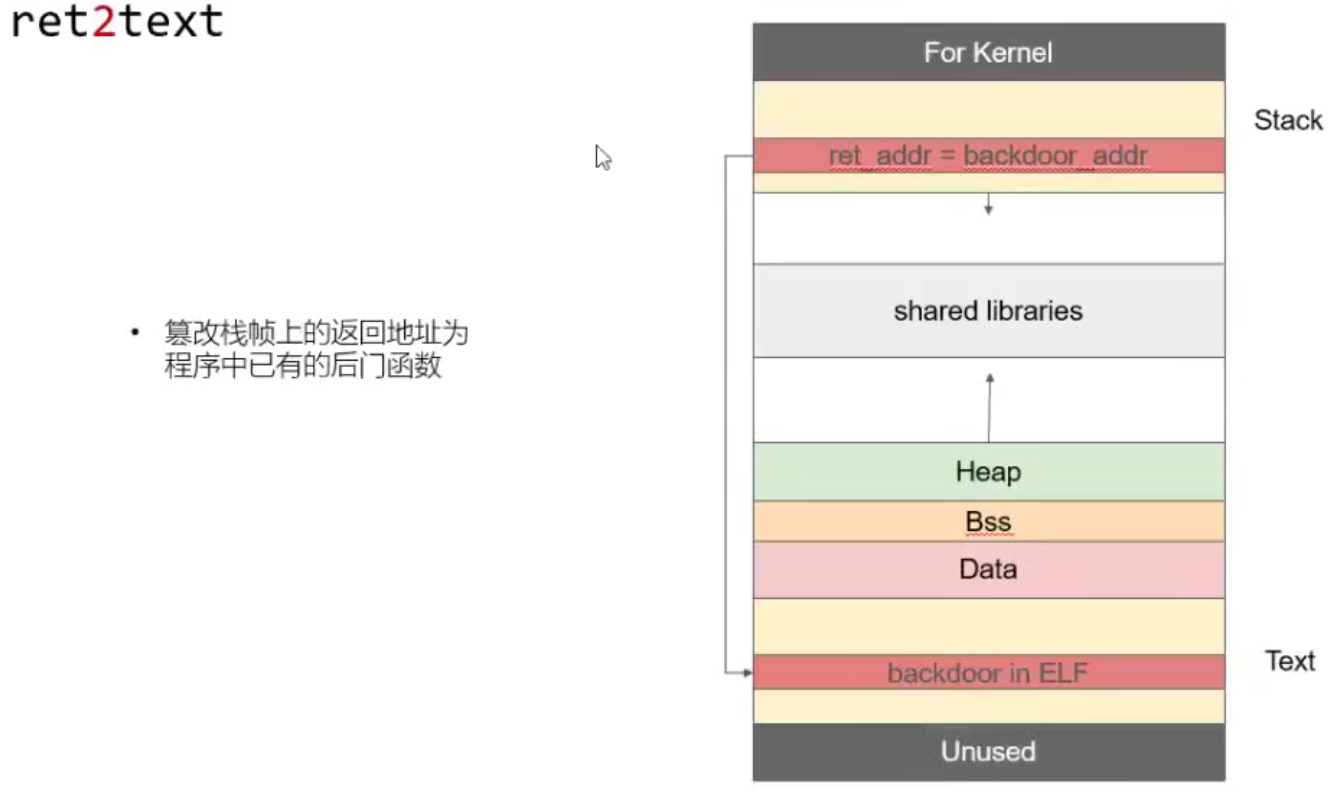 ret2text
• 篡改栈帧上的返回地址为
程序中已有的后门函数
For Kernel
Stack
ret_addr = backdoor_addr
shared libraries
Heap
Bss
Data
Text
backdoor in ELF
Unused